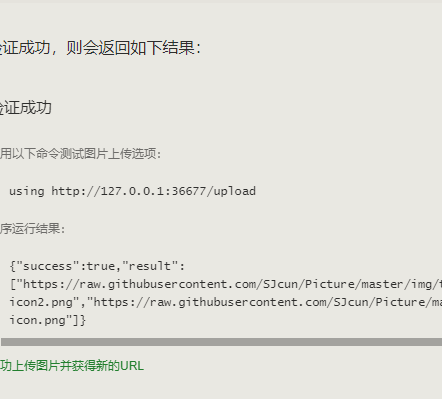 验证成功，则会返回如下结果：
验证成功
用以下命令测试图片上传选项：
using http://127.0.0.1:36677/upload
序运行结果：
{"success":true,"result":
["https://raw.githubusercontent.com/SJcun/Picture/master/img/t
icon2.png","https://raw.githubusercontent.com/SJcun/Picture/ma
icon.png"]}
功上传图片并获得新的URL